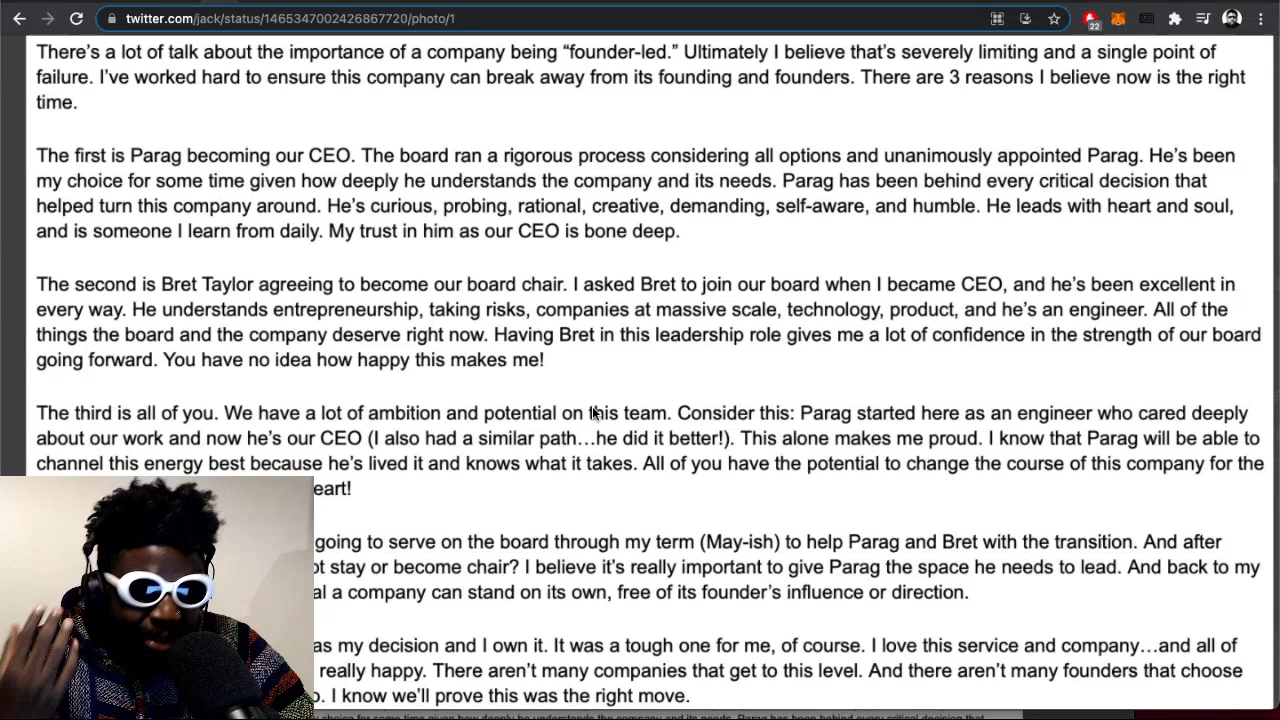 twitter.com/jack/status/1465347002426867720/photo/1
22
There's a lot of talk about the importance of a company being “founder-led.” Ultimately I believe that's severely limiting and a single point of
failure. I've worked hard to ensure this company can break away from its founding and founders. There are 3 reasons I believe now is the right
time.
The first is Parag becoming our CEO. The board ran a rigorous process considering all options and unanimously appointed Parag. He's been
my choice for some time given how deeply he understands the company and its needs. Parag has been behind every critical decision that
helped turn this company around. He's curious, probing, rational, creative, demanding, self-aware, and humble. He leads with heart and soul,
and is someone I learn from daily. My trust in him as our CEO is bone deep.
The second is Bret Taylor agreeing to become our board chair. I asked Bret to join our board when I became CEO, and he's been excellent in
every way. He understands entrepreneurship, taking risks, companies at massive scale, technology, product, and he's an engineer. All of the
things the board and the company deserve right now. Having Bret in this leadership role gives me a lot of confidence in the strength of our board
going forward. You have no idea how happy this makes me!
The third is all of you. We have a lot of ambition and potential on this team. Consider this: Parag started here as an engineer who cared deeply
about our work and now he's our CEO (I also had a similar path…he did it better!). This alone makes me proud. I know that Parag will be able to
channel this energy best because he's lived it and knows what it takes. All of you have the potential to change the course of this company for the
eart!
going to serve on the board through my term (May-ish) to help Parag and Bret with the transition. And after
ot stay or become chair? I believe it's really important to give Parag the space he needs to lead. And back to my
al a company can stand on its own, free of its founder's influence or direction.
as my decision and I own it. It was a tough one for me, of course. I love this service and company…and all of
really happy. There aren't many companies that get to this level. And there aren't many founders that choose
o. I know we'll prove this was the right move.